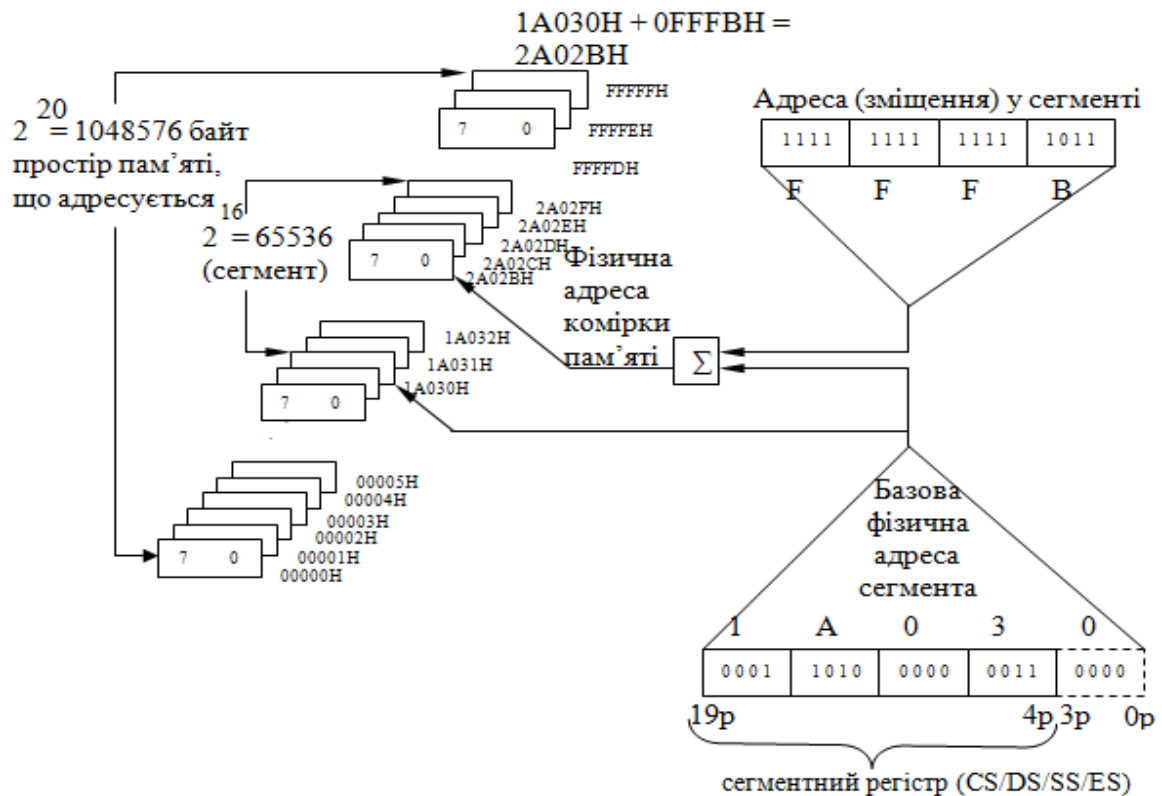 1A030H + 0FFFBH =
2A02BH
20
2 = 1048576 байт
простір пам’яті,
що адресується
FFFFFH
7 0
FFFFEH
FFFFDH
16
2 = 65536
(сегмент)
2A02FH
2A02EH
2A02DH
2A02CH
7 0
2A02BH
Фізична
адреса
комірки
пам’яті
Адреса (зміщення) у сегменті
1111 1111 1111 1011
F F F B
Σ
1A032H
1A031H
1A030H
7 0
00005H
00004H
00003H
00002H
00001H
7 0
00000H
Базова
фізична
адреса
сегмента
1 A 0 3 0
0001 1010 0000 0011 0000
19р 4р 3р 0р
сегментний регістр (CS/DS/SS/ES)